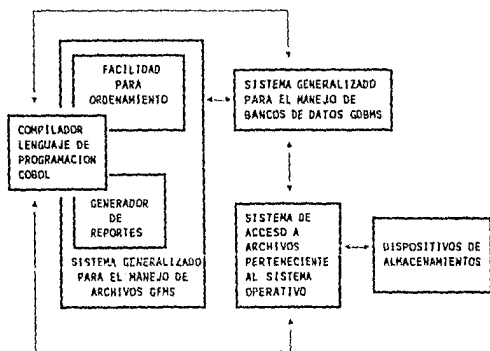 FACILIDAD
PARA
ORDENAMIENTO
COMPILADOR
LENGUAJE DE
PROGRAMACION
COBOL
GENERADOR
DE
REPORTES
SISTEMA GENERALIZADO
PARA EL MANEJO DE
ARCHIVOS GFMS
SISTEMA GENERALIZADO
PARA EL MANEJO DE
BANCOS DE DATOS GDBMS
SISTEMA DE
ACCESO A
ARCHIVOS
PERTENECIENTE
AL SISTEMA
OPERATIVO
DISPOSITIVOS DE
ALMACENAMIENTOS